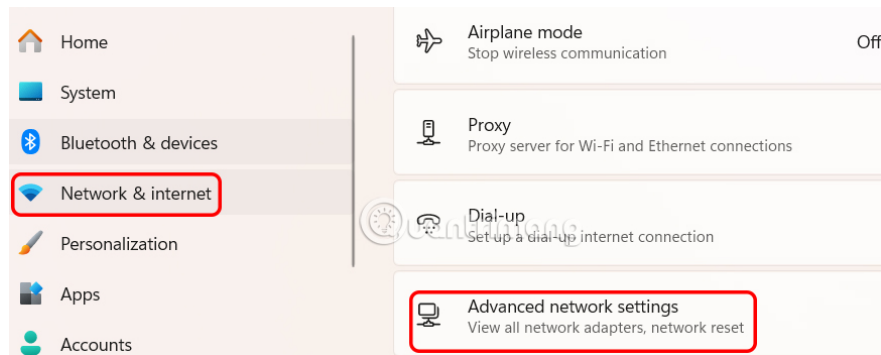 Home
System
Bluetooth & devices
Network & internet
Personalization
Apps
Accounts
Airplane mode
Stop wireless communication
Off
Proxy
Proxy server for Wi-Fi and Ethernet connections
Dial-up
Set up a dial-up internet connection
Quantrimang
Advanced network settings
View all network adapters, network reset